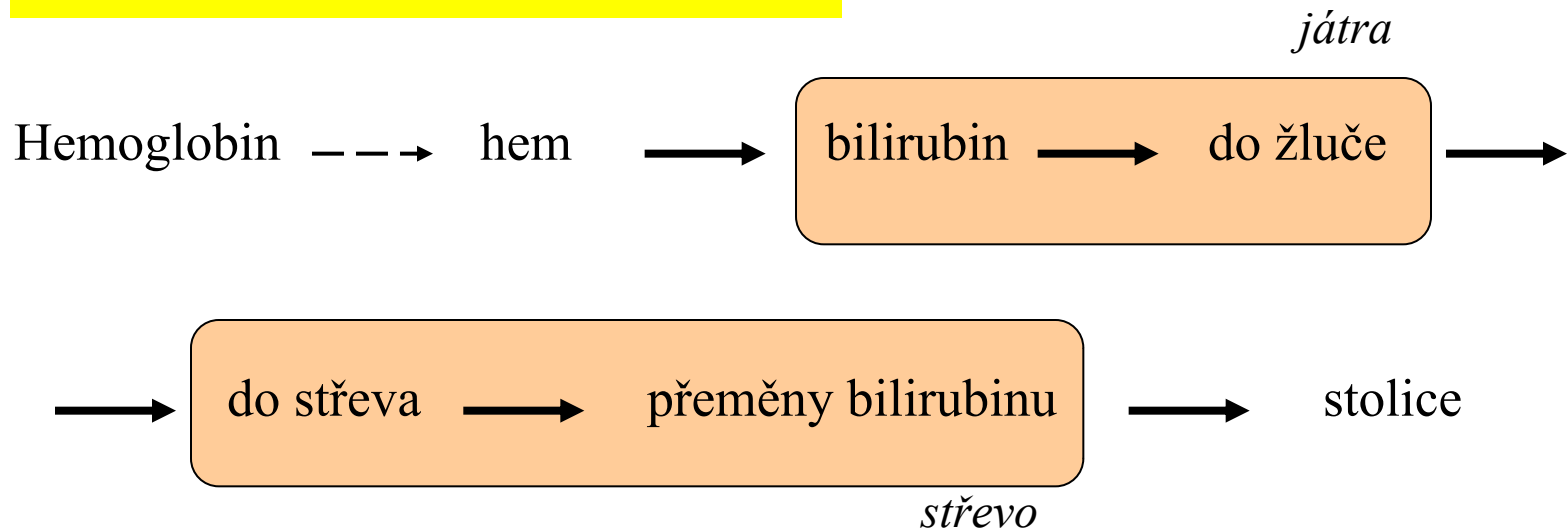 játra
Hemoglobin hem bilirubin do žluče
do střeva přeměny bilirubinu stolice
střevo